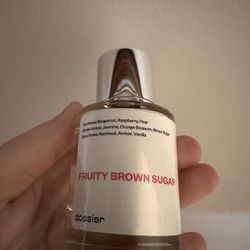 Top Notes: Bergamot, Raspberry, Pear
Middle Notes: Jasmine, Orange Blossom, Brown Sugar
Base Notes: Patchouli, Amber, Vanilla
FRUITY BROWN SUGAR
dossier